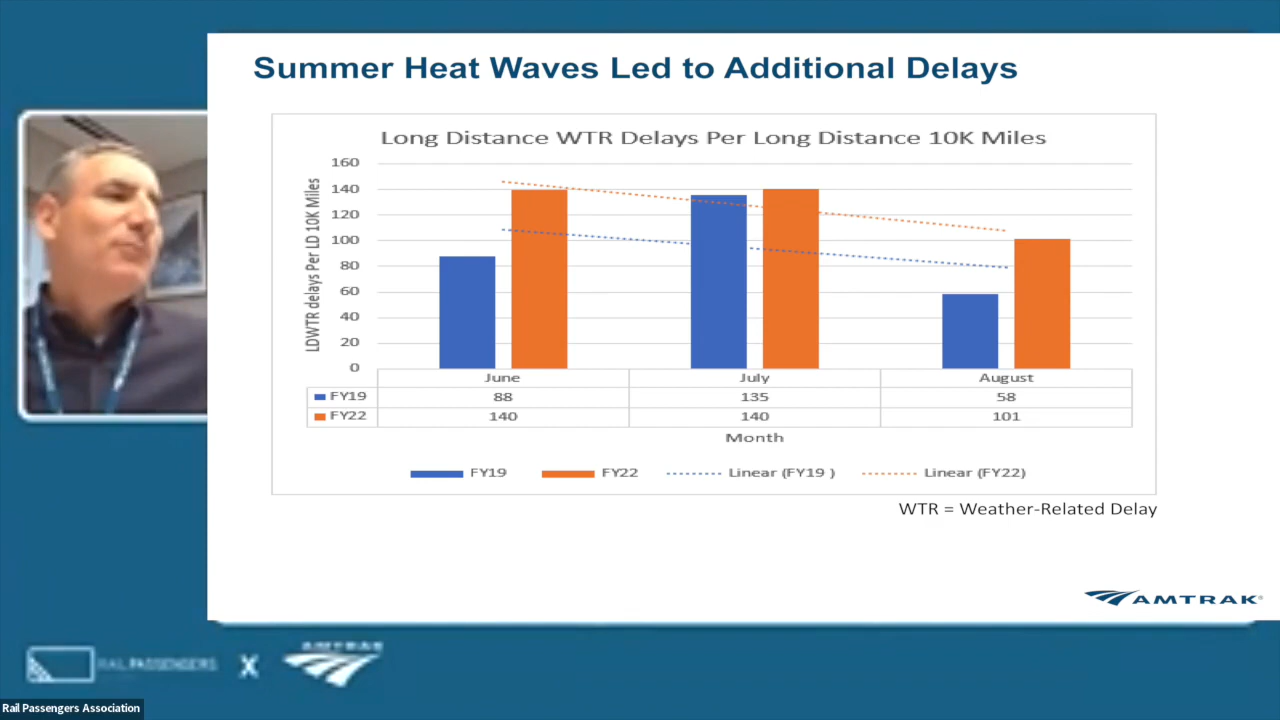 Summer Heat Waves Led to Additional Delays
Long Distance WTR Delays Per Long Distance 10K Miles
LDWTR delays Per LD 10K Miles
160
140
120
100
80
60
40
20
0
June July August
FY19 88 135 58
FY22 140 140 101
Month
FY19 FY22 Linear (FY19 ) Linear (FY22)
WTR = Weather-Related Delay
AMTRAK®
RAIL PASSENGERS X AMTRAK
Rail Passengers Association